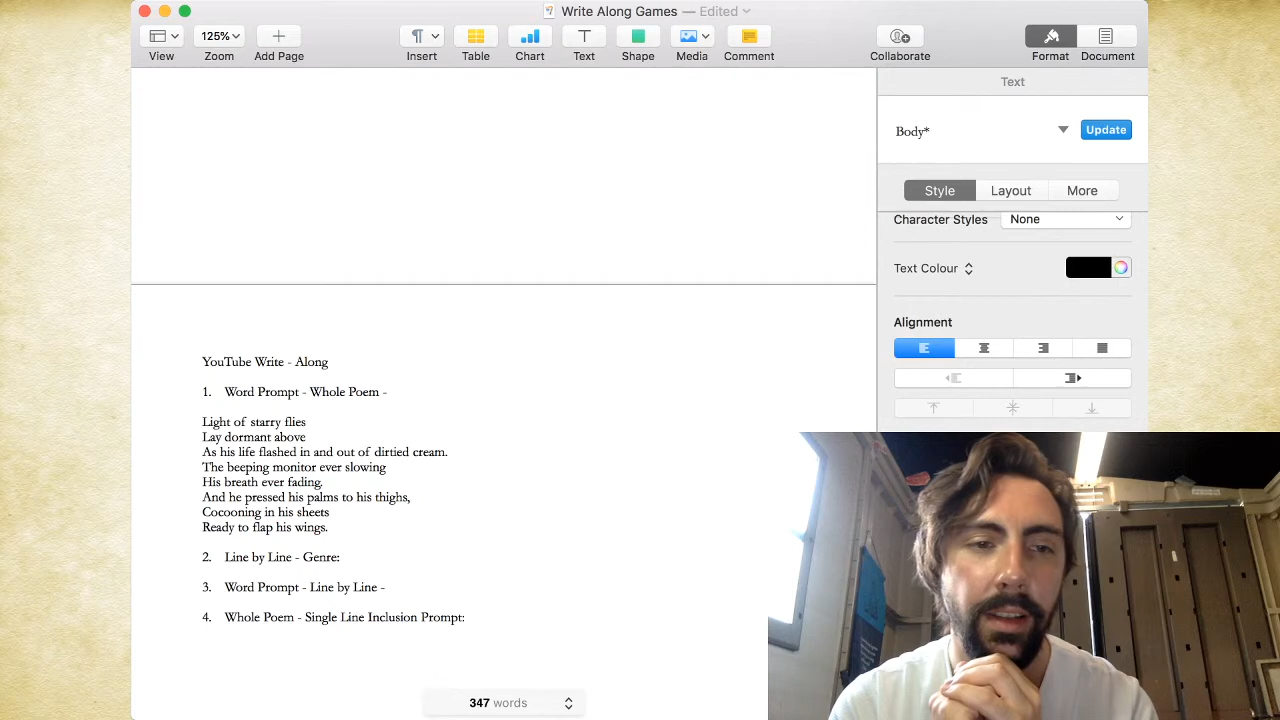 Write Along Games — Edited
125%
View
Zoom
Add Page
Insert
Table
Chart
Text
Shape
Media
Comment
Collaborate
Format
Document
Text
Body*
Update
Style
Layout
More
Character Styles
None
Text Colour
Alignment
YouTube Write - Along
1. Word Prompt - Whole Poem -
Light of starry flies
Lay dormant above
As his life flashed in and out of dirtied cream.
The beeping monitor ever slowing
His breath ever fading.
And he pressed his palms to his thighs,
Cocooning in his sheets
Ready to flap his wings.
2. Line by Line - Genre:
3. Word Prompt - Line by Line -
4. Whole Poem - Single Line Inclusion Prompt:
347 words